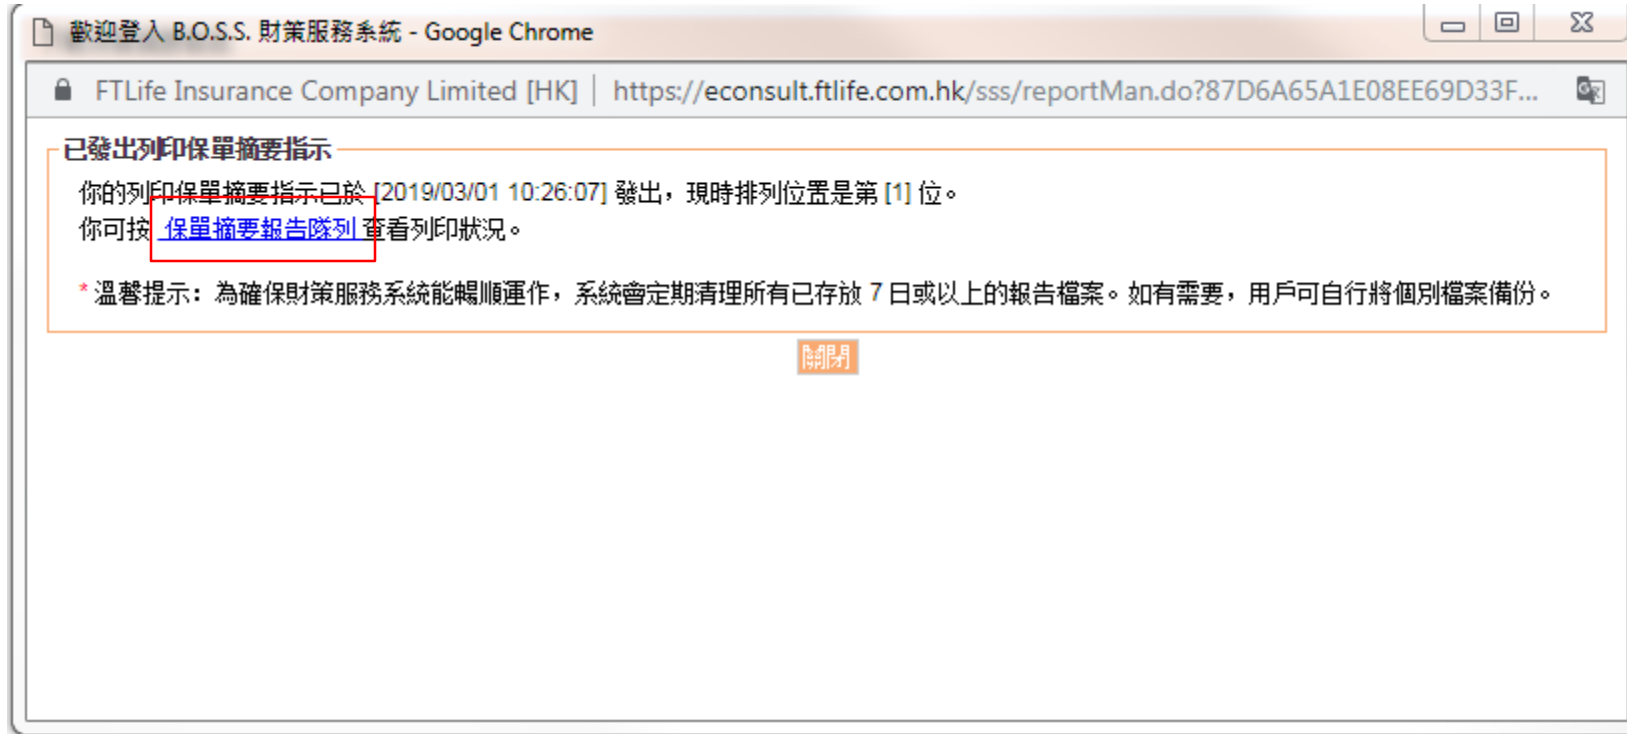 歡迎登入 B.O.S.S. 財策服務系統 - Google Chrome
FTLife Insurance Company Limited [HK] | https://econsult.ftlife.com.hk/sss/reportMan.do?87D6A65A1E08EE69D33F...
已發出列印保單摘要指示
你的列印保單摘要指示已於 [2019/03/01 10:26:07] 發出，現時排列位置是第 [1] 位。
你可按 保單摘要報告隊列 查看列印狀況。
* 溫馨提示：為確保財策服務系統能暢順運作，系統會定期清理所有已存放 7 日或以上的報告檔案。如有需要，用戶可自行將個別檔案備份。
關閉